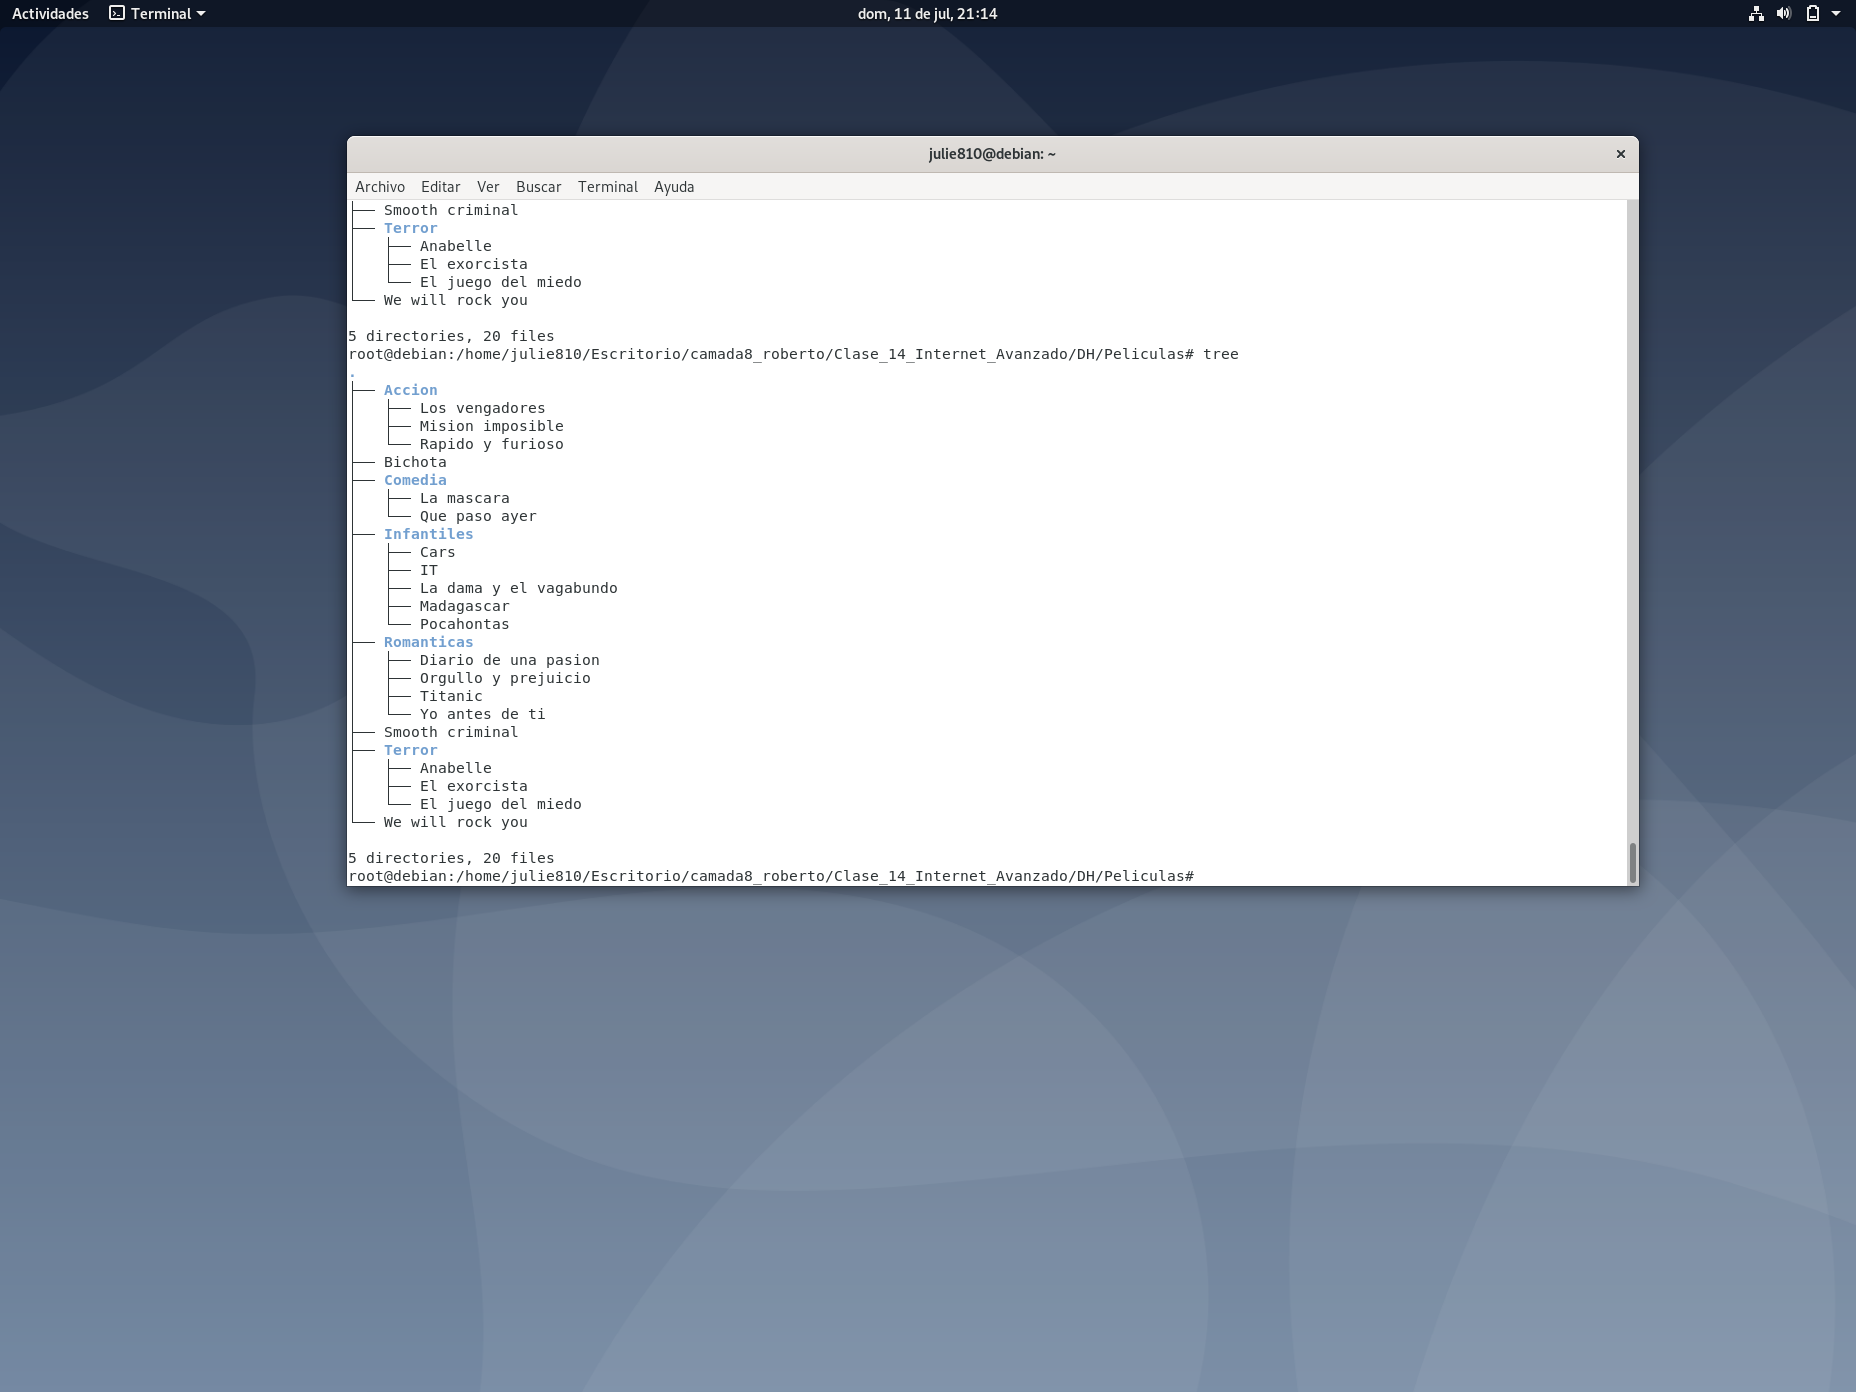 Actividades Terminal dom, 11 de jul, 21:14
julie810@debian: ~ ×
Archivo Editar Ver Buscar Terminal Ayuda
├── Smooth criminal
├── Terror
│   ├── Anabelle
│   ├── El exorcista
│   └── El juego del miedo
└── We will rock you
5 directories, 20 files
root@debian:/home/julie810/Escritorio/camada8_roberto/Clase_14_Internet_Avanzado/DH/Peliculas# tree
.
├── Accion
│   ├── Los vengadores
│   ├── Mision imposible
│   └── Rapido y furioso
├── Bichota
├── Comedia
│   ├── La mascara
│   └── Que paso ayer
├── Infantiles
│   ├── Cars
│   ├── IT
│   ├── La dama y el vagabundo
│   ├── Madagascar
│   └── Pocahontas
├── Romanticas
│   ├── Diario de una pasion
│   ├── Orgullo y prejuicio
│   ├── Titanic
│   └── Yo antes de ti
├── Smooth criminal
├── Terror
│   ├── Anabelle
│   ├── El exorcista
│   └── El juego del miedo
└── We will rock you
5 directories, 20 files
root@debian:/home/julie810/Escritorio/camada8_roberto/Clase_14_Internet_Avanzado/DH/Peliculas#